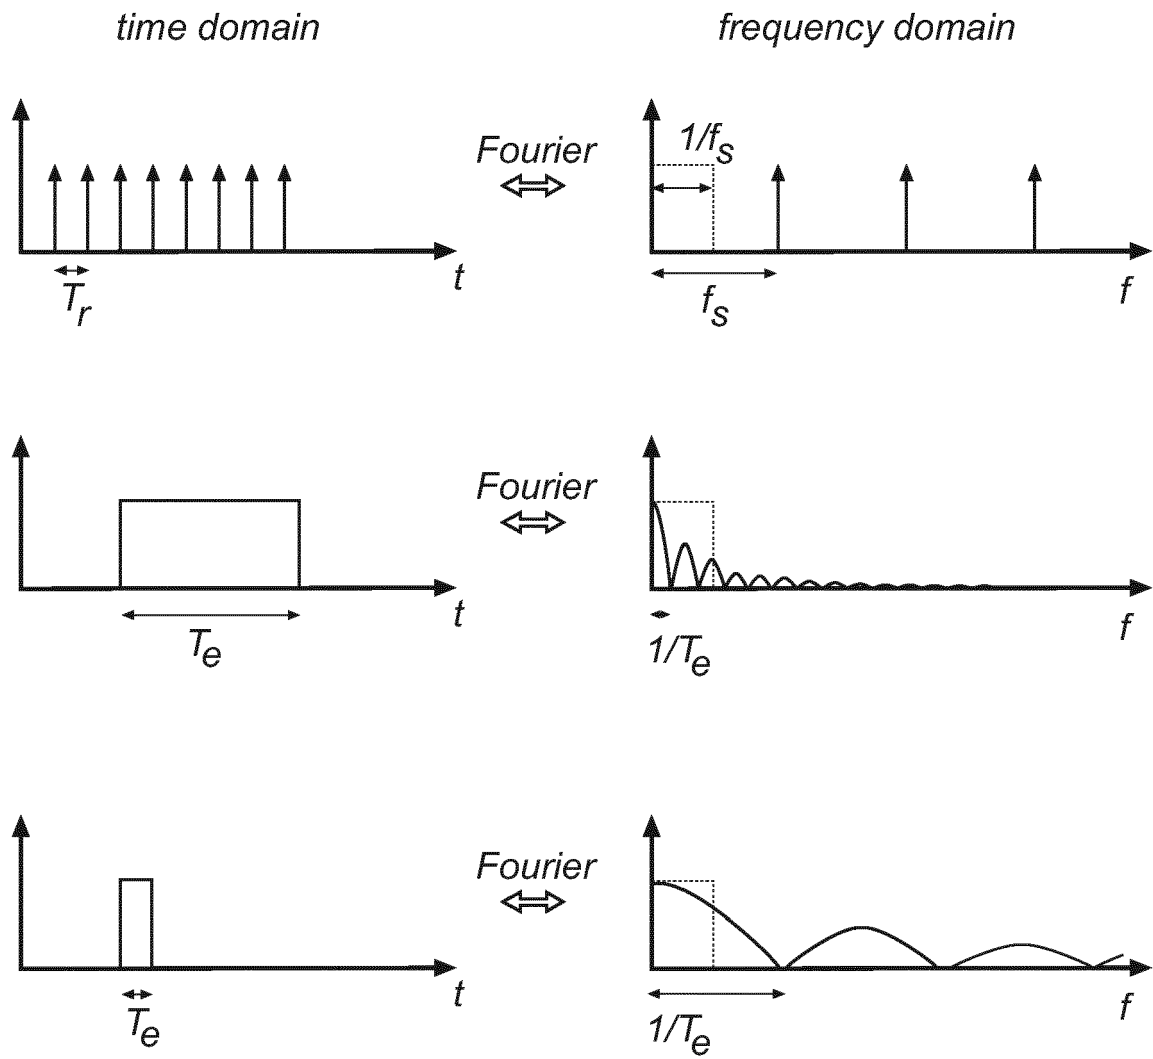 time domain
frequency domain
Fourier
1/fs
Tr
t
fs
f
Fourier
Te
t
1/Te
f
Fourier
Te
t
1/Te
f